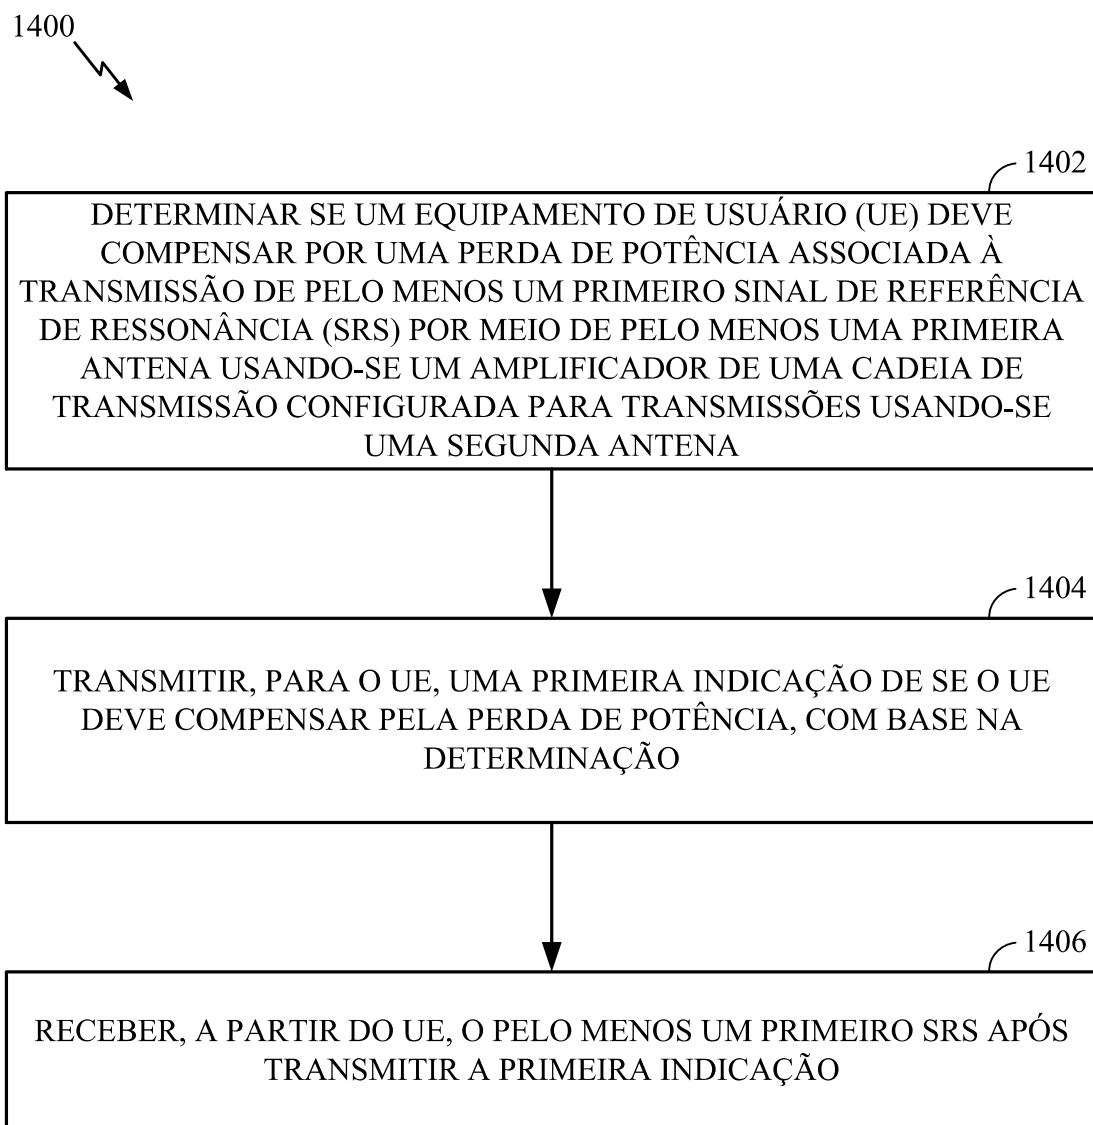 1400
1402
DETERMINAR SE UM EQUIPAMENTO DE USUÁRIO (UE) DEVE
COMPENSAR POR UMA PERDA DE POTÊNCIA ASSOCIADA À
TRANSMISSÃO DE PELO MENOS UM PRIMEIRO SINAL DE REFERÊNCIA
DE RESSONÂNCIA (SRS) POR MEIO DE PELO MENOS UMA PRIMEIRA
ANTENA USANDO-SE UM AMPLIFICADOR DE UMA CADEIA DE
TRANSMISSÃO CONFIGURADA PARA TRANSMISSÕES USANDO-SE
UMA SEGUNDA ANTENA
1404
TRANSMITIR, PARA O UE, UMA PRIMEIRA INDICAÇÃO DE SE O UE
DEVE COMPENSAR PELA PERDA DE POTÊNCIA, COM BASE NA
DETERMINAÇÃO
1406
RECEBER, A PARTIR DO UE, O PELO MENOS UM PRIMEIRO SRS APÓS
TRANSMITIR A PRIMEIRA INDICAÇÃO